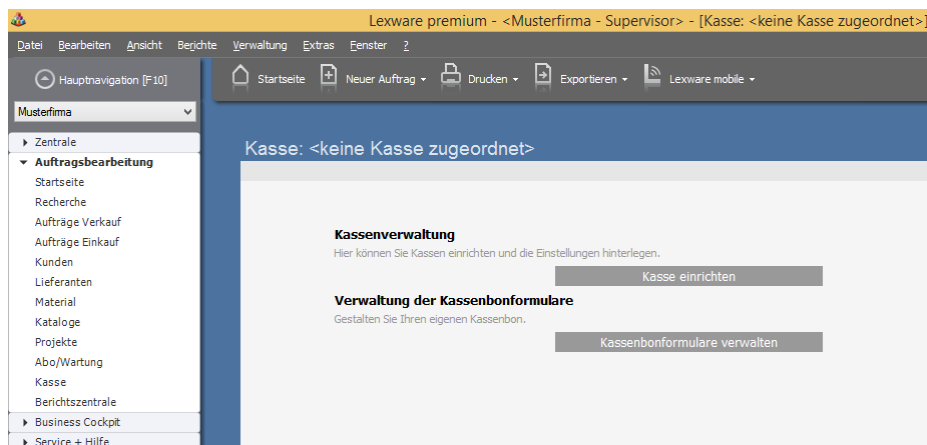 Lexware premium - <Musterfirma - Supervisor> - [Kasse: <keine Kasse zugeordnet>]
Datei Bearbeiten Ansicht Berichte Verwaltung Extras Fenster ?
Hauptnavigation [F10]
Startseite Neuer Auftrag Drucken Exportieren Lexware mobile
Musterfirma
Zentrale
Auftragsbearbeitung
Startseite
Recherche
Aufträge Verkauf
Aufträge Einkauf
Kunden
Lieferanten
Material
Kataloge
Projekte
Abo/Wartung
Kasse
Berichtszentrale
Business Cockpit
Service + Hilfe
Kasse: <keine Kasse zugeordnet>
Kassenverwaltung
Hier können Sie Kassen einrichten und die Einstellungen hinterlegen.
Kasse einrichten
Verwaltung der Kassenbonformulare
Gestalten Sie Ihren eigenen Kassenbon.
Kassenbonformulare verwalten